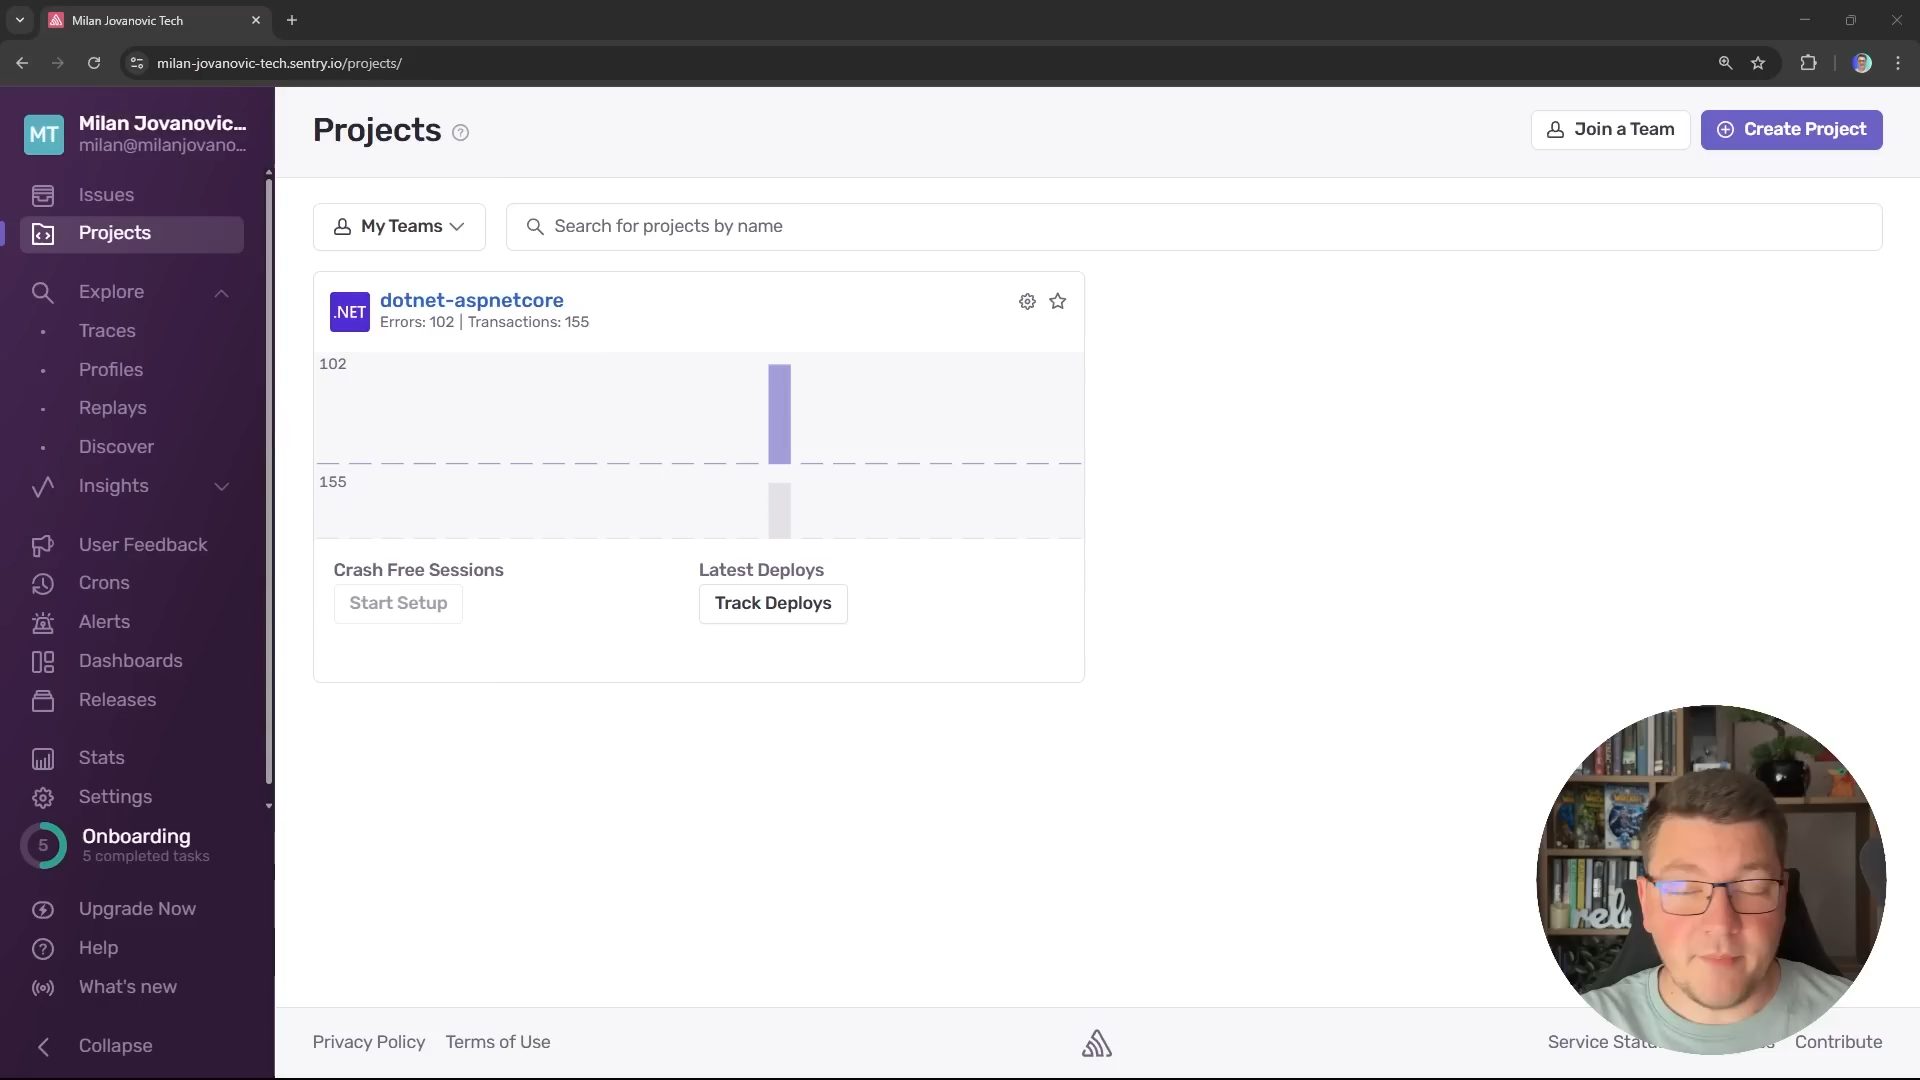 Milan Jovanovic Tech
milan-jovanovic-tech.sentry.io/projects/
MT
Milan Jovanovic...
milan@milanjovano...
Issues
Projects
Explore
Traces
Profiles
Replays
Discover
Insights
User Feedback
Crons
Alerts
Dashboards
Releases
Stats
Settings
5
Onboarding
5 completed tasks
Upgrade Now
Help
What's new
Collapse
Projects
Join a Team
Create Project
My Teams
Search for projects by name
.NET
dotnet-aspnetcore
Errors: 102 | Transactions: 155
102
155
Crash Free Sessions
Start Setup
Latest Deploys
Track Deploys
Privacy Policy
Terms of Use
Service
Contribute